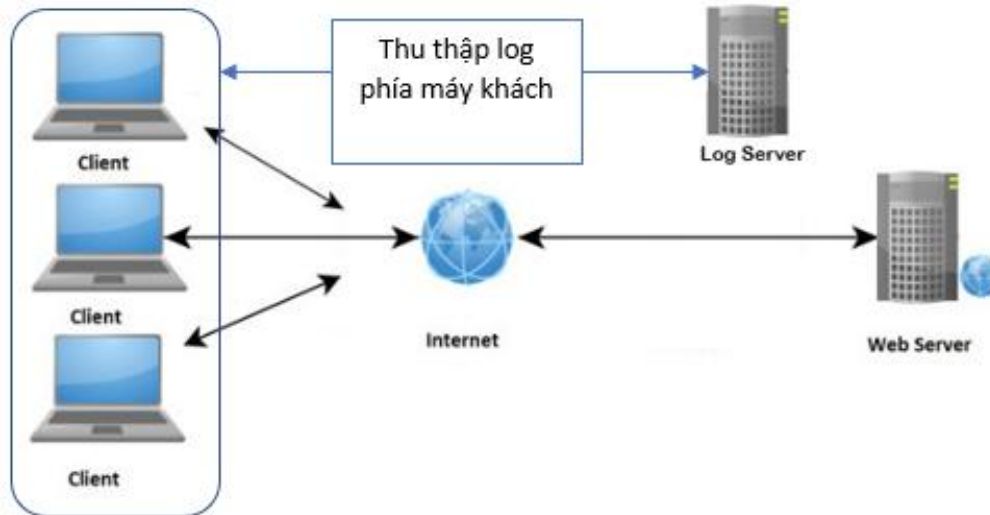 Thu thập log
phía máy khách
Log Server
Client
Client
Internet
Web Server
Client